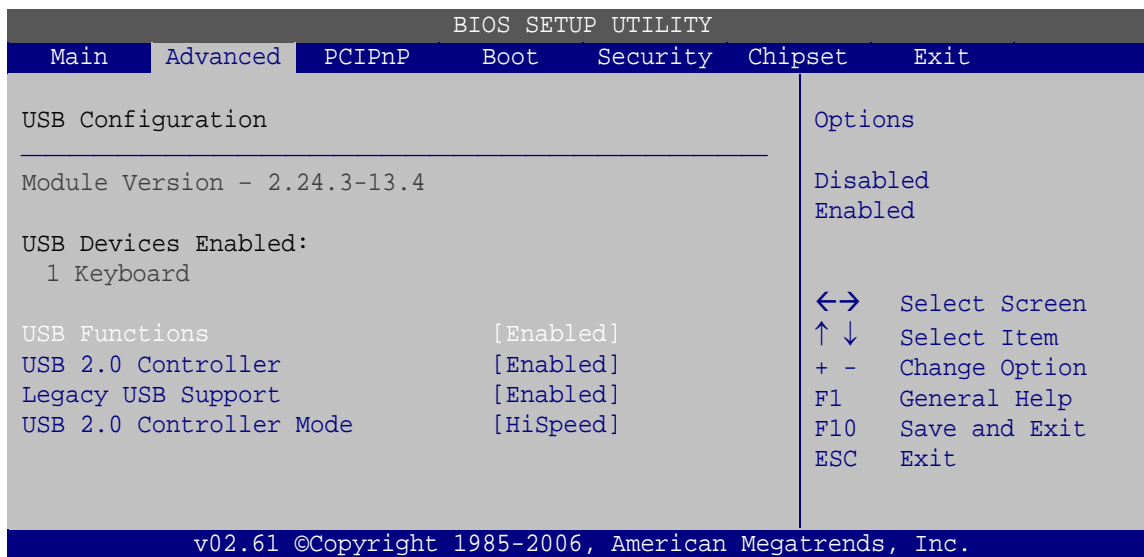 BIOS SETUP UTILITY
Main Advanced PCIPnP Boot Security Chipset Exit
USB Configuration
Module Version – 2.24.3-13.4
USB Devices Enabled:
1 Keyboard
USB Functions [Enabled]
USB 2.0 Controller [Enabled]
Legacy USB Support [Enabled]
USB 2.0 Controller Mode [HiSpeed]
Options
Disabled
Enabled
←→ Select Screen
↑ ↓ Select Item
+ - Change Option
F1 General Help
F10 Save and Exit
ESC Exit
v02.61 ©Copyright 1985-2006, American Megatrends, Inc.